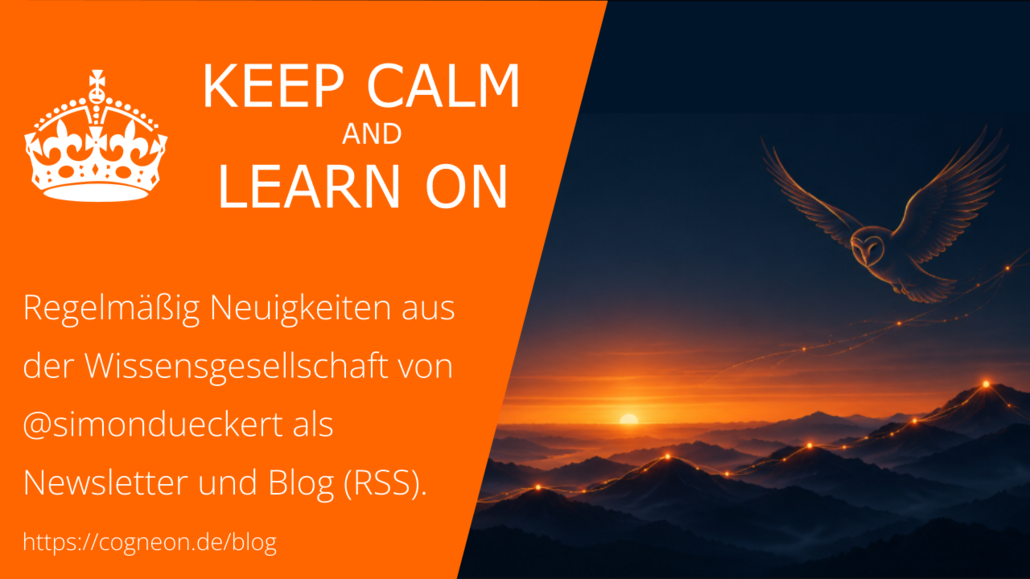 KEEP CALM
AND
LEARN ON
Regelmäßig Neuigkeiten aus
der Wissensgesellschaft von
@simondueckert als
Newsletter und Blog (RSS).
https://cogneon.de/blog